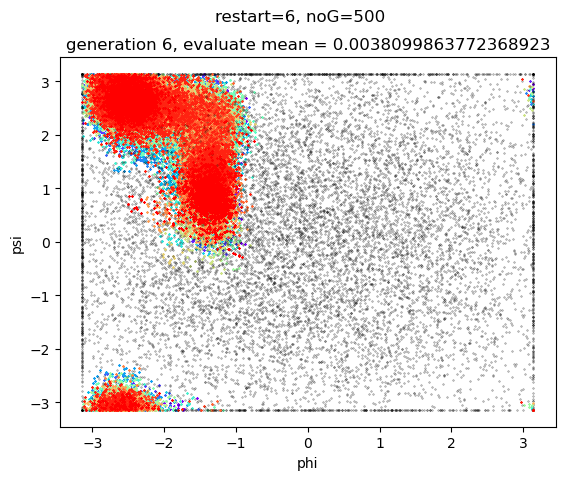 restart=6, noG=500
generation 6, evaluate mean = 0.0038099863772368923
3
2
1
0
−1
−2
−3
psi
−3 −2 −1 0 1 2 3
phi